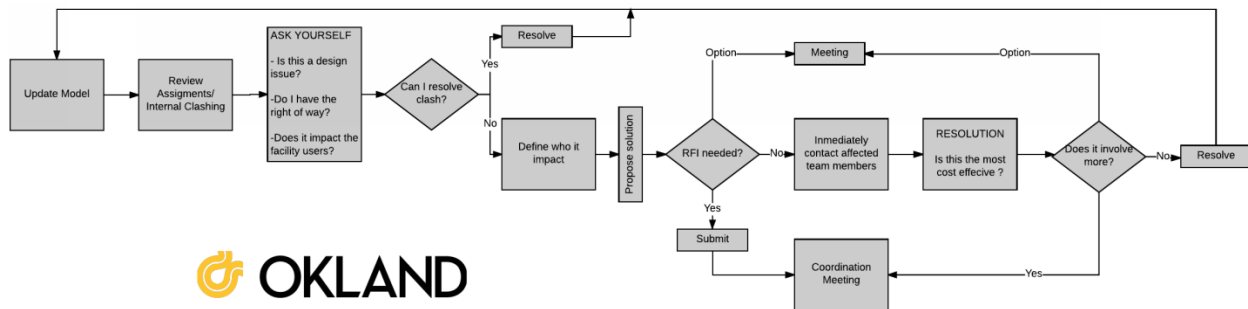 Update Model
Review
Assigments/
Internal Clashing
ASK YOURSELF
- Is this a design
issue?
-Do I have the
right of way?
-Does it impact the
facility users?
Can I resolve
clash?
Yes
Resolve
No
Define who it
impact
Propose solution
RFI needed?
Option
Meeting
Option
No
Inmediately
contact affected
team members
RESOLUTION
Is this the most
cost effecive ?
Does it involve
more?
No
Resolve
Yes
Submit
Coordination
Meeting
Yes
OKLAND